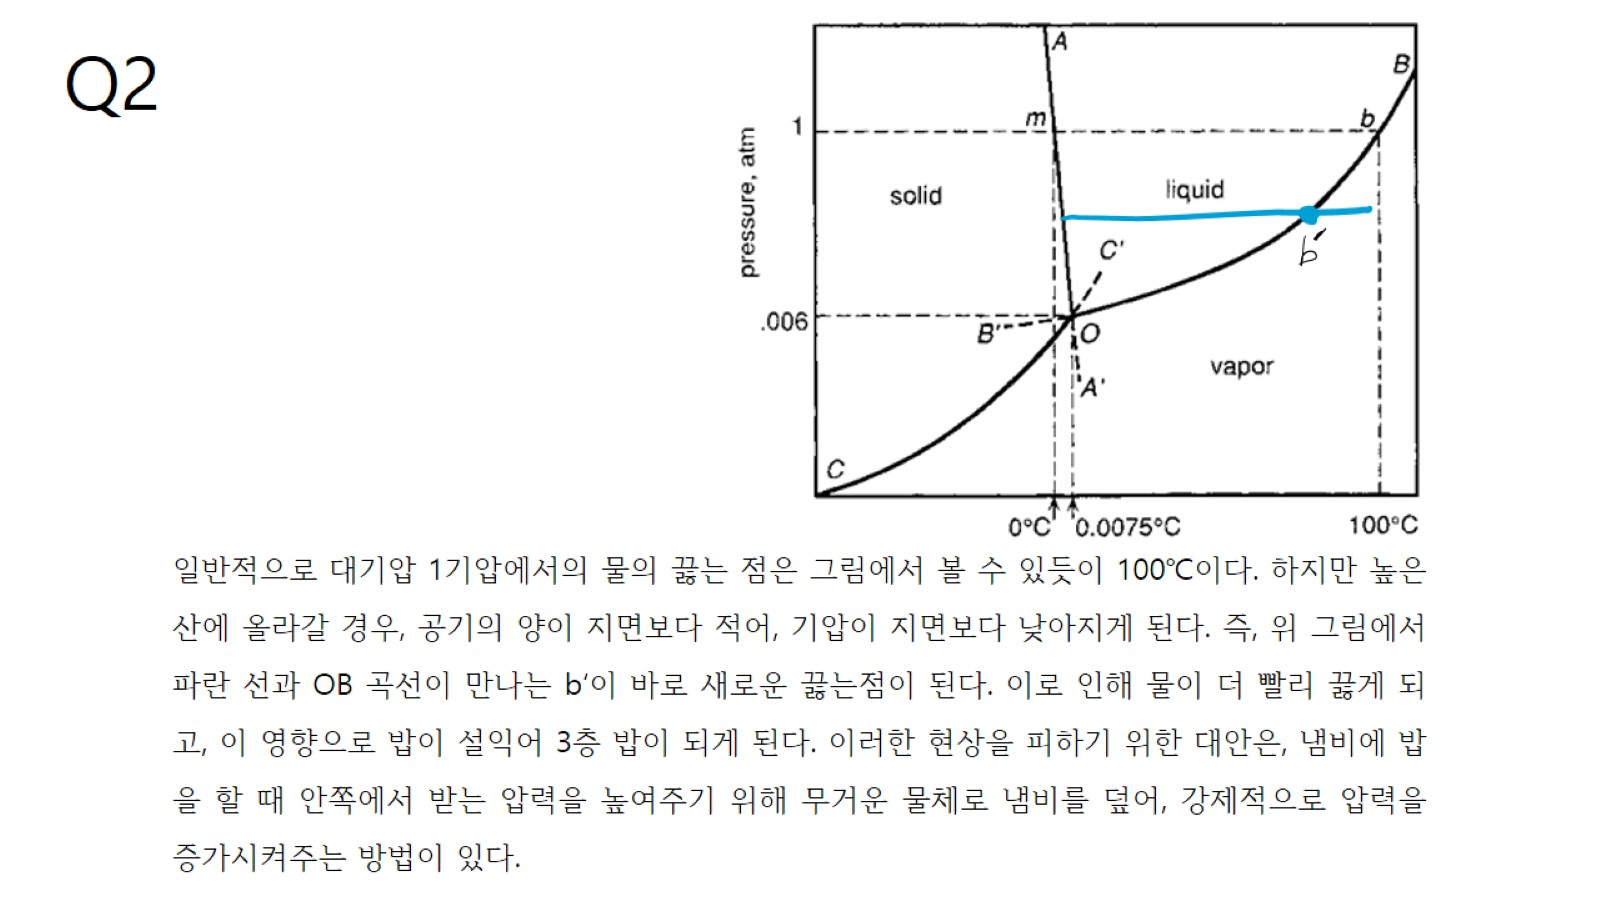 Q2
A
B
1
m
b
pressure, atm
solid
liquid
C'
b'
.006
B'
O
vapor
A'
C
0°C
0.0075°C
100°C
일반적으로 대기압 1기압에서의 물의 끓는 점은 그림에서 볼 수 있듯이 100℃이다. 하지만 높은
산에 올라갈 경우, 공기의 양이 지면보다 적어, 기압이 지면보다 낮아지게 된다. 즉, 위 그림에서
파란 선과 OB 곡선이 만나는 b‘이 바로 새로운 끓는점이 된다. 이로 인해 물이 더 빨리 끓게 되
고, 이 영향으로 밥이 설익어 3층 밥이 되게 된다. 이러한 현상을 피하기 위한 대안은, 냄비에 밥
을 할 때 안쪽에서 받는 압력을 높여주기 위해 무거운 물체로 냄비를 덮어, 강제적으로 압력을
증가시켜주는 방법이 있다.